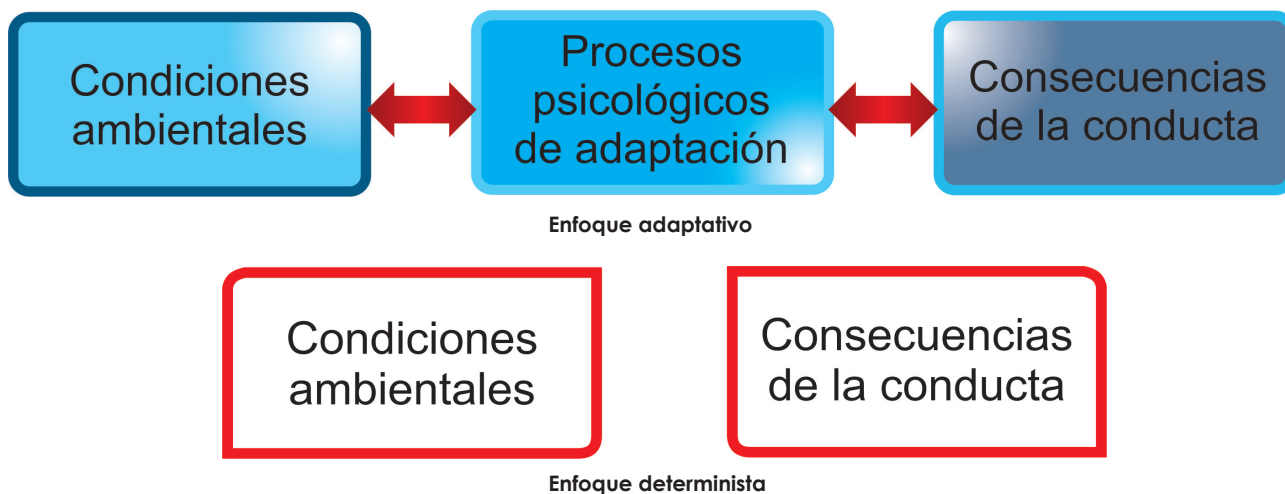 Condiciones
ambientales
Procesos
psicológicos
de adaptación
Consecuencias
de la conducta
Enfoque adaptativo
Condiciones
ambientales
Consecuencias
de la conducta
Enfoque determinista